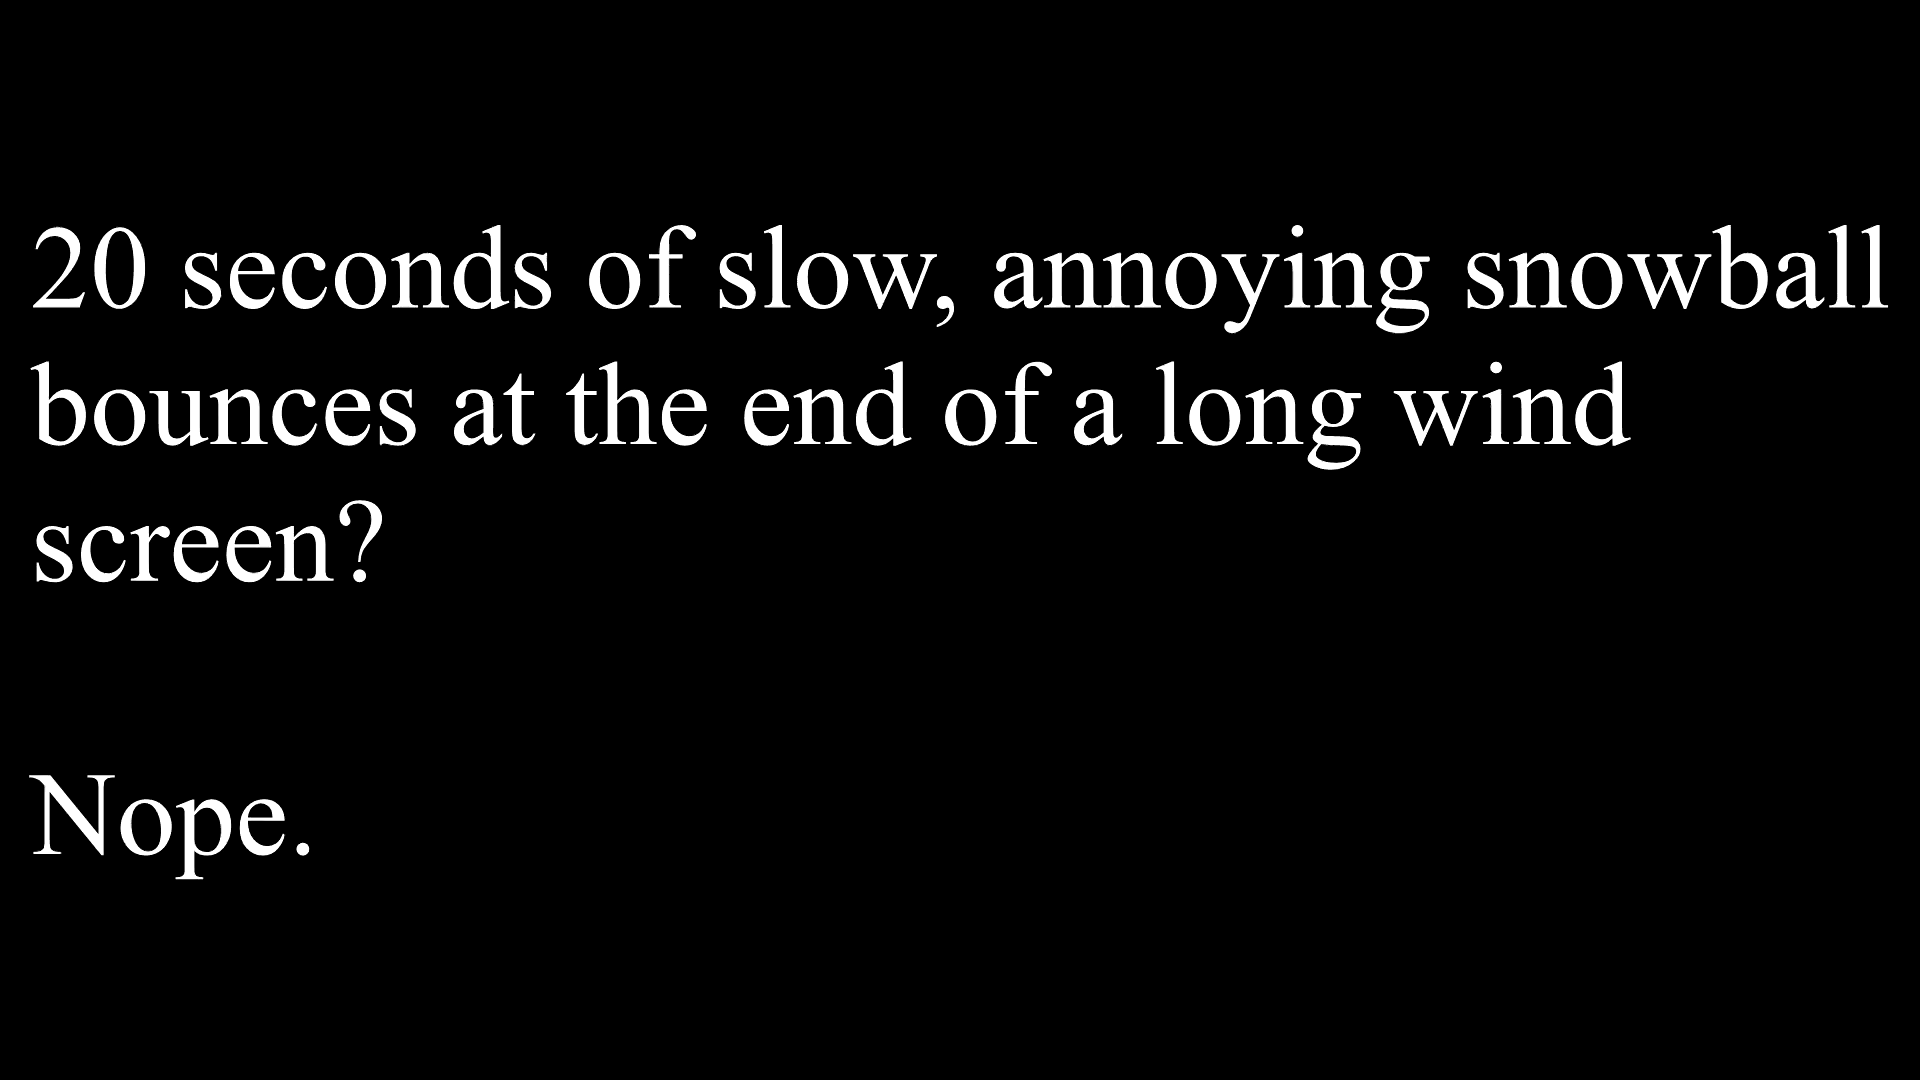 20 seconds of slow, annoying snowball
bounces at the end of a long wind
screen?
Nope.